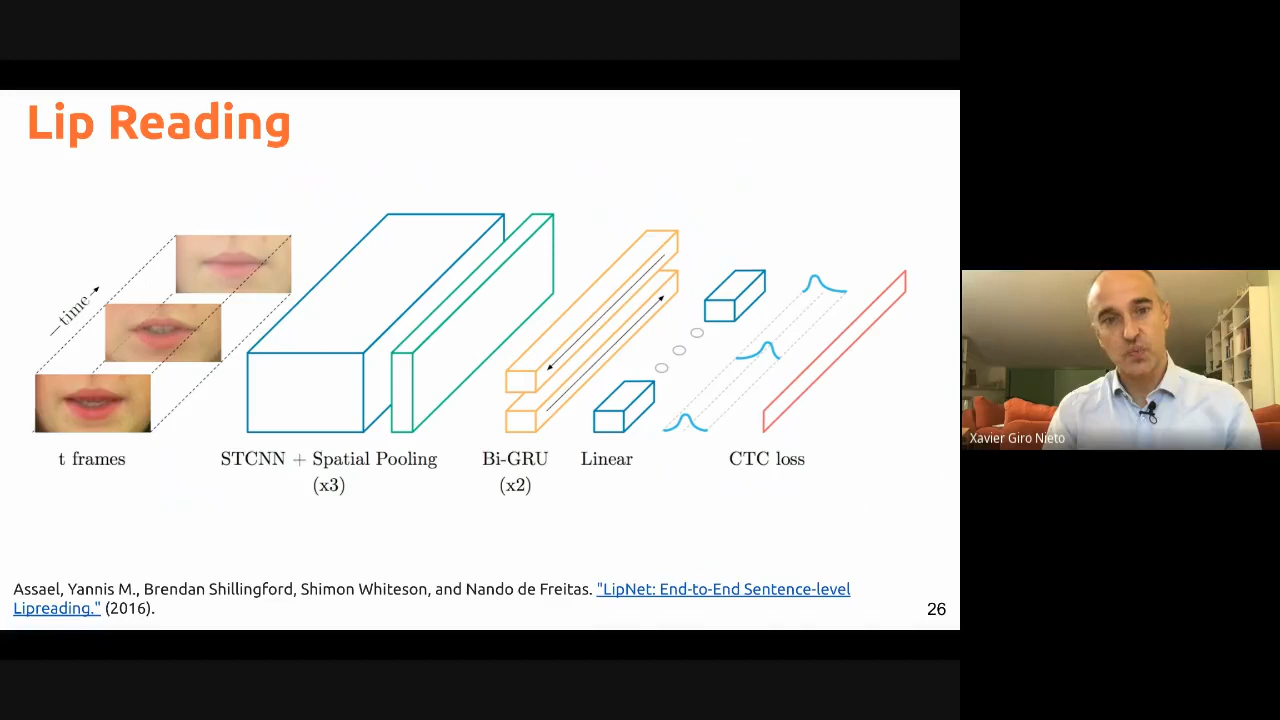 Lip Reading
time
t frames
STCNN + Spatial Pooling
(x3)
Bi-GRU
(x2)
Linear
CTC loss
Assael, Yannis M., Brendan Shillingford, Shimon Whiteson, and Nando de Freitas. "LipNet: End-to-End Sentence-level
Lipreading." (2016).
26
Xavier Giro Nieto